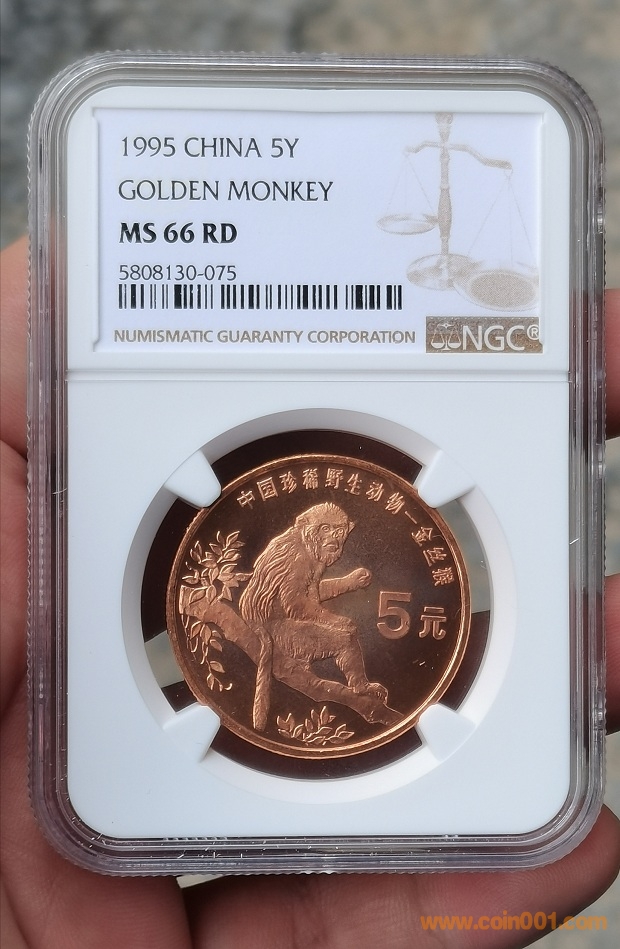 1995 CHINA 5Y
GOLDEN MONKEY
MS 66 RD
5808130-075
NUMISMATIC GUARANTY CORPORATION
NGC®
中国珍稀野生动物—金丝猴
5元
www.coin001.com